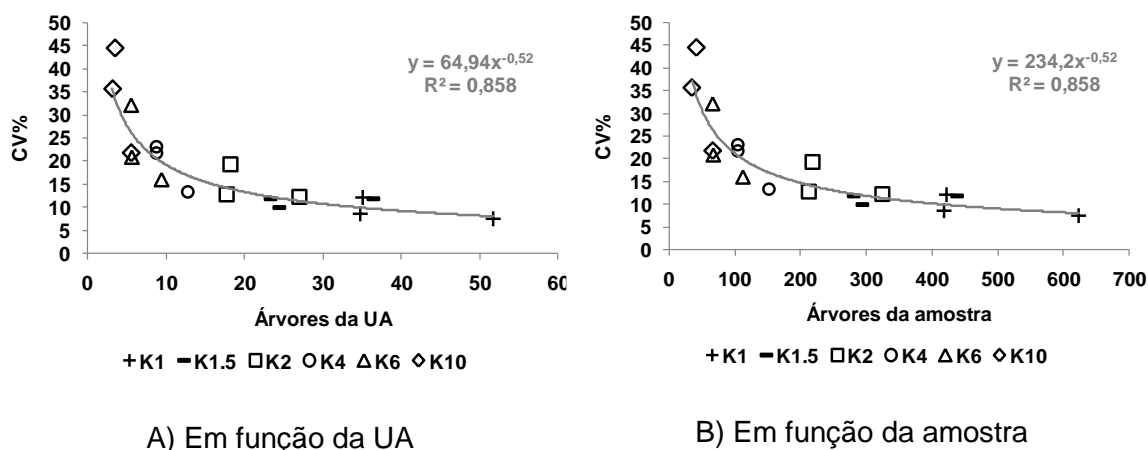 50
45
40
35
30
25
20
15
10
5
0
CV%
y = 64,94x^-0,52
R² = 0,858
0 10 20 30 40 50 60
Árvores da UA
K1 K1.5 K2 K4 K6 K10
A) Em função da UA
50
45
40
35
30
25
20
15
10
5
0
CV%
y = 234,2x^-0,52
R² = 0,858
0 100 200 300 400 500 600 700
Árvores da amostra
K1 K1.5 K2 K4 K6 K10
B) Em função da amostra